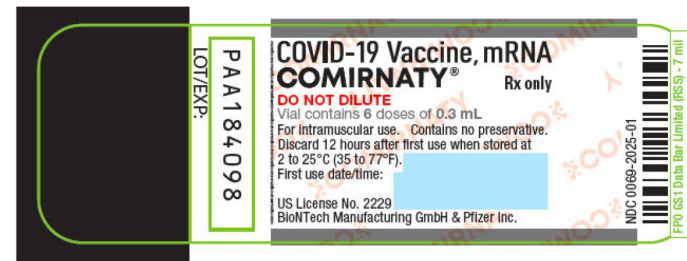 LOT/EXP:
PAA184098
COVID-19 Vaccine, mRNA
COMIRNATY®
Rx only
DO NOT DILUTE
Vial contains 6 doses of 0.3 mL
For intramuscular use. Contains no preservative.
Discard 12 hours after first use when stored at
2 to 25°C (35 to 77°F).
First use date/time:
US License No. 2229
BioNTech Manufacturing GmbH & Pfizer Inc.
NDC 0069-2025-01
FPO GS1 Data Bar Limited (RSS) - 7 mil
COMIRNATY